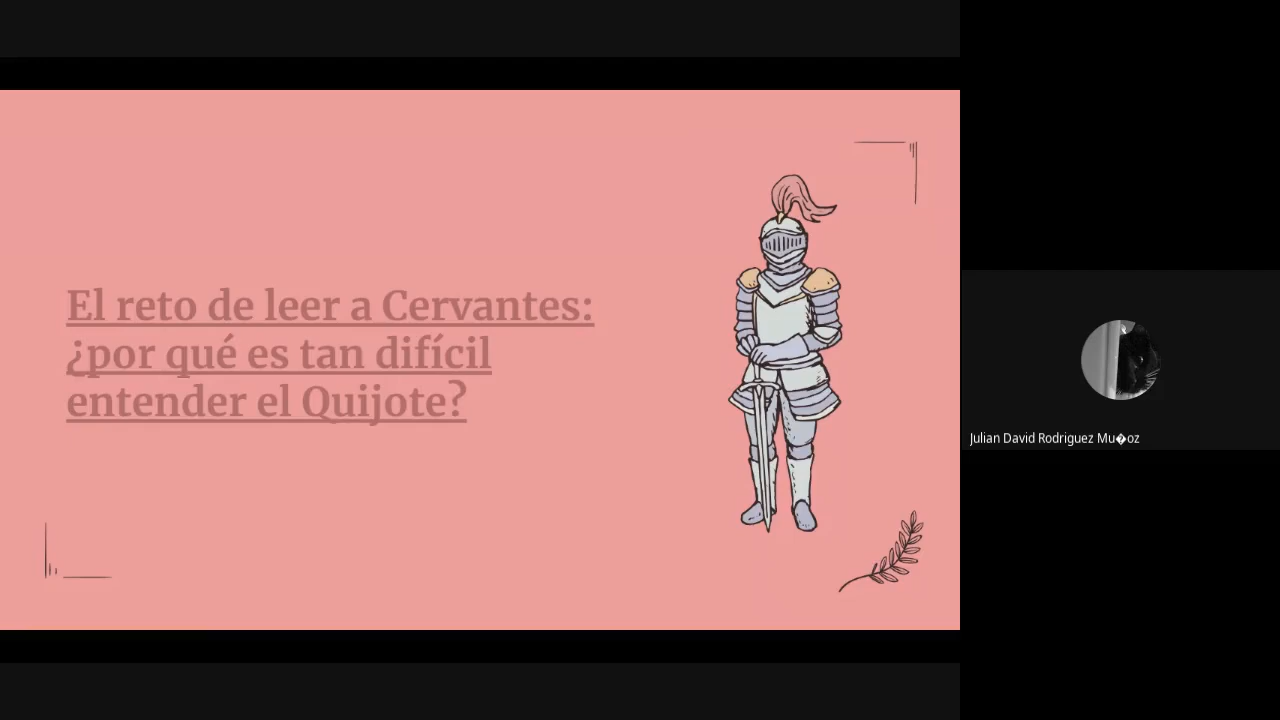 El reto de leer a Cervantes:
¿por qué es tan difícil
entender el Quijote?
Julian David Rodriguez Mu�oz